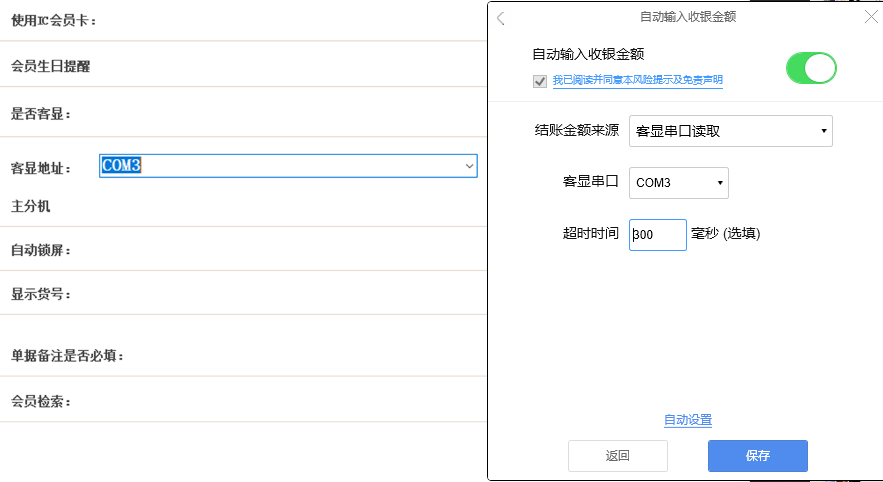 使用IC会员卡：
会员生日提醒
是否客显：
客显地址： COM3
主分机
自动锁屏：
显示货号：
单据备注是否必填：
会员检索：
自动输入收银金额
自动输入收银金额
我已阅读并同意本风险提示及免责声明
结账金额来源 客显串口读取
客显串口 COM3
超时时间 300 毫秒 (选填)
自动设置
返回 保存